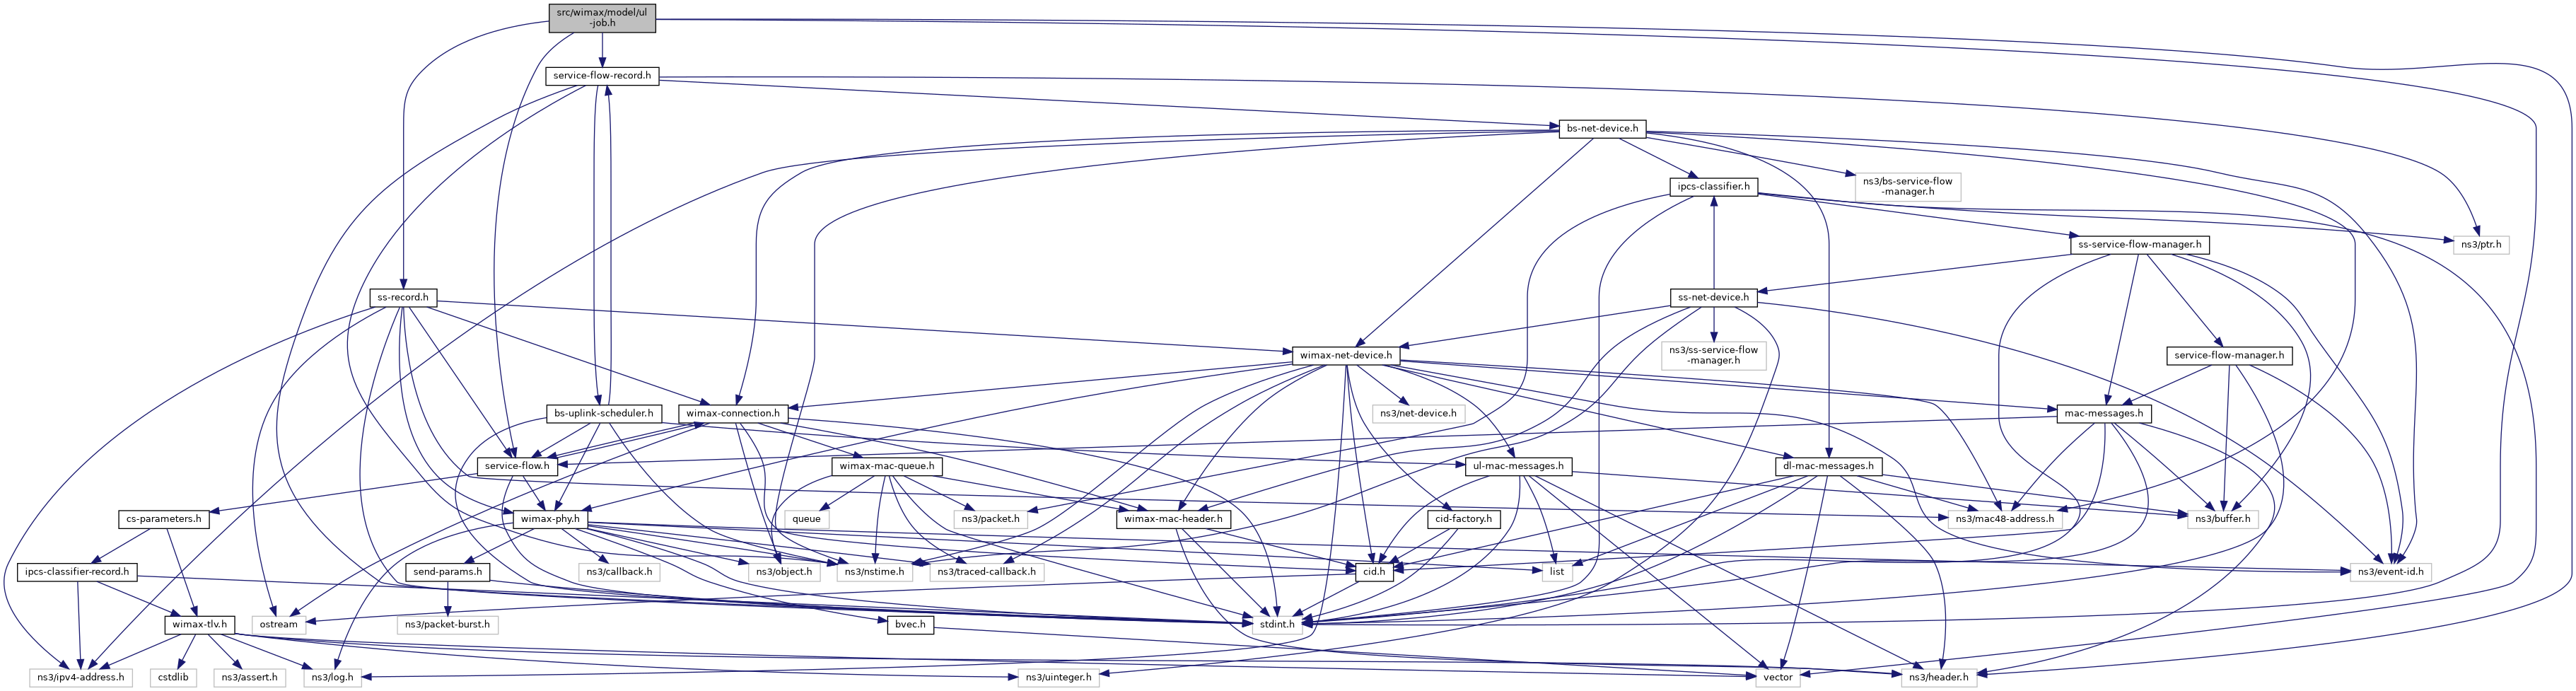 src/wimax/model/ul
-job.h
service-flow-record.h
bs-net-device.h
ns3/bs-service-flow
-manager.h
ipcs-classifier.h
ss-service-flow-manager.h
ns3/ptr.h
ss-record.h
ss-net-device.h
wimax-net-device.h
ns3/ss-service-flow
-manager.h
service-flow-manager.h
bs-uplink-scheduler.h
wimax-connection.h
ns3/net-device.h
mac-messages.h
service-flow.h
wimax-mac-queue.h
ul-mac-messages.h
dl-mac-messages.h
cs-parameters.h
wimax-phy.h
queue
ns3/packet.h
wimax-mac-header.h
cid-factory.h
ns3/mac48-address.h
ns3/buffer.h
ipcs-classifier-record.h
send-params.h
ns3/callback.h
ns3/object.h
ns3/nstime.h
ns3/traced-callback.h
cid.h
list
ns3/event-id.h
wimax-tlv.h
ostream
ns3/packet-burst.h
bvec.h
stdint.h
ns3/ipv4-address.h
cstdlib
ns3/assert.h
ns3/log.h
ns3/uinteger.h
vector
ns3/header.h